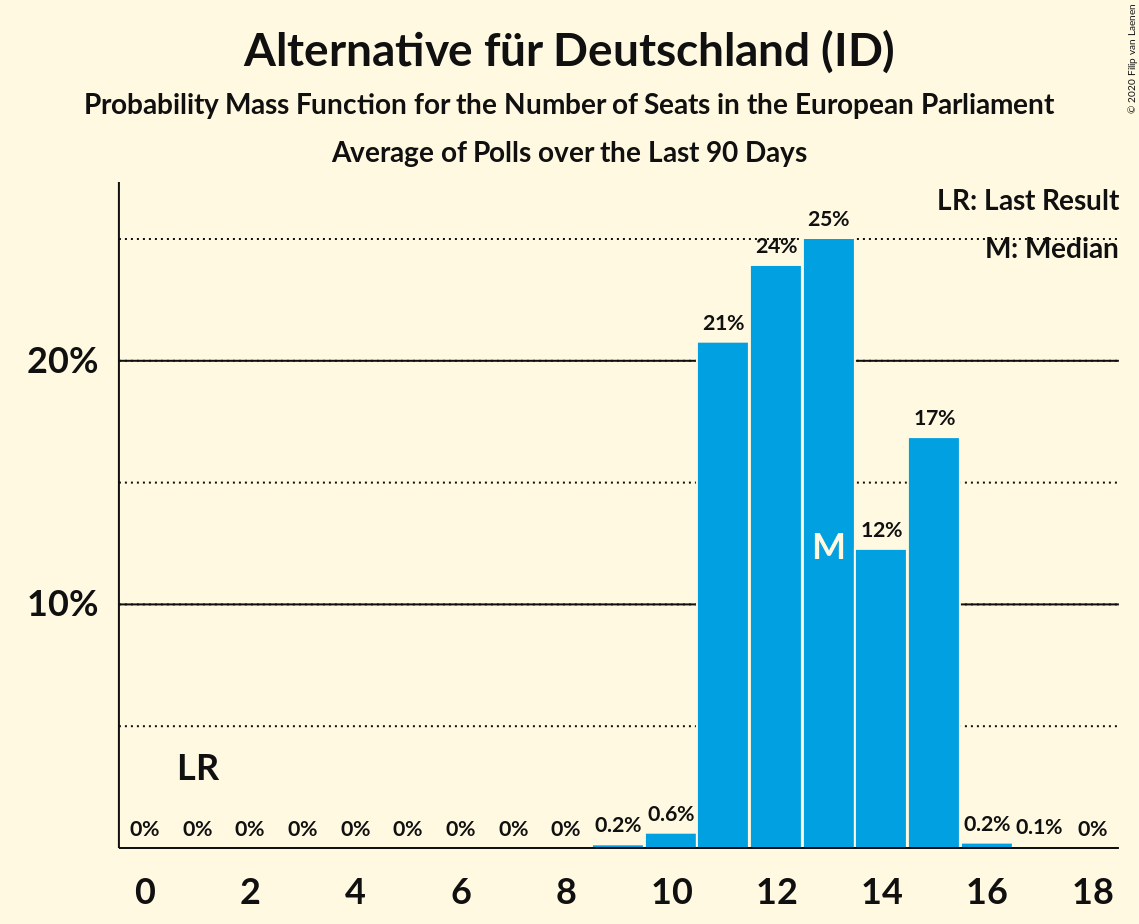 Alternative für Deutschland (ID)
Probability Mass Function for the Number of Seats in the European Parliament
Average of Polls over the Last 90 Days
© 2020 Filip van Laenen
LR: Last Result
M: Median
25%
24%
21%
20%
17%
12%
M
10%
LR
0% 0% 0% 0% 0% 0% 0% 0% 0% 0.2% 0.6% 0.2% 0.1% 0%
0 2 4 6 8 10 12 14 16 18